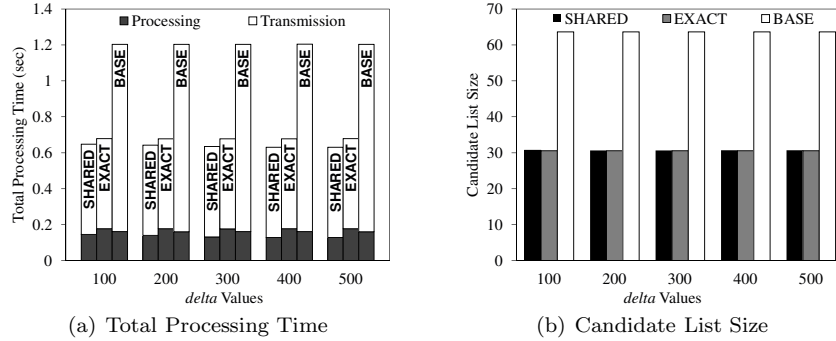 Processing Transmission
1.4
1.2
1
0.8
0.6
0.4
0.2
0
Total Processing Time (sec)
SHARED EXACT BASE
SHARED EXACT BASE
SHARED EXACT BASE
SHARED EXACT BASE
SHARED EXACT BASE
100 200 300 400 500
delta Values
(a) Total Processing Time
SHARED EXACT BASE
70
60
50
40
30
20
10
0
Candidate List Size
100 200 300 400 500
delta Values
(b) Candidate List Size